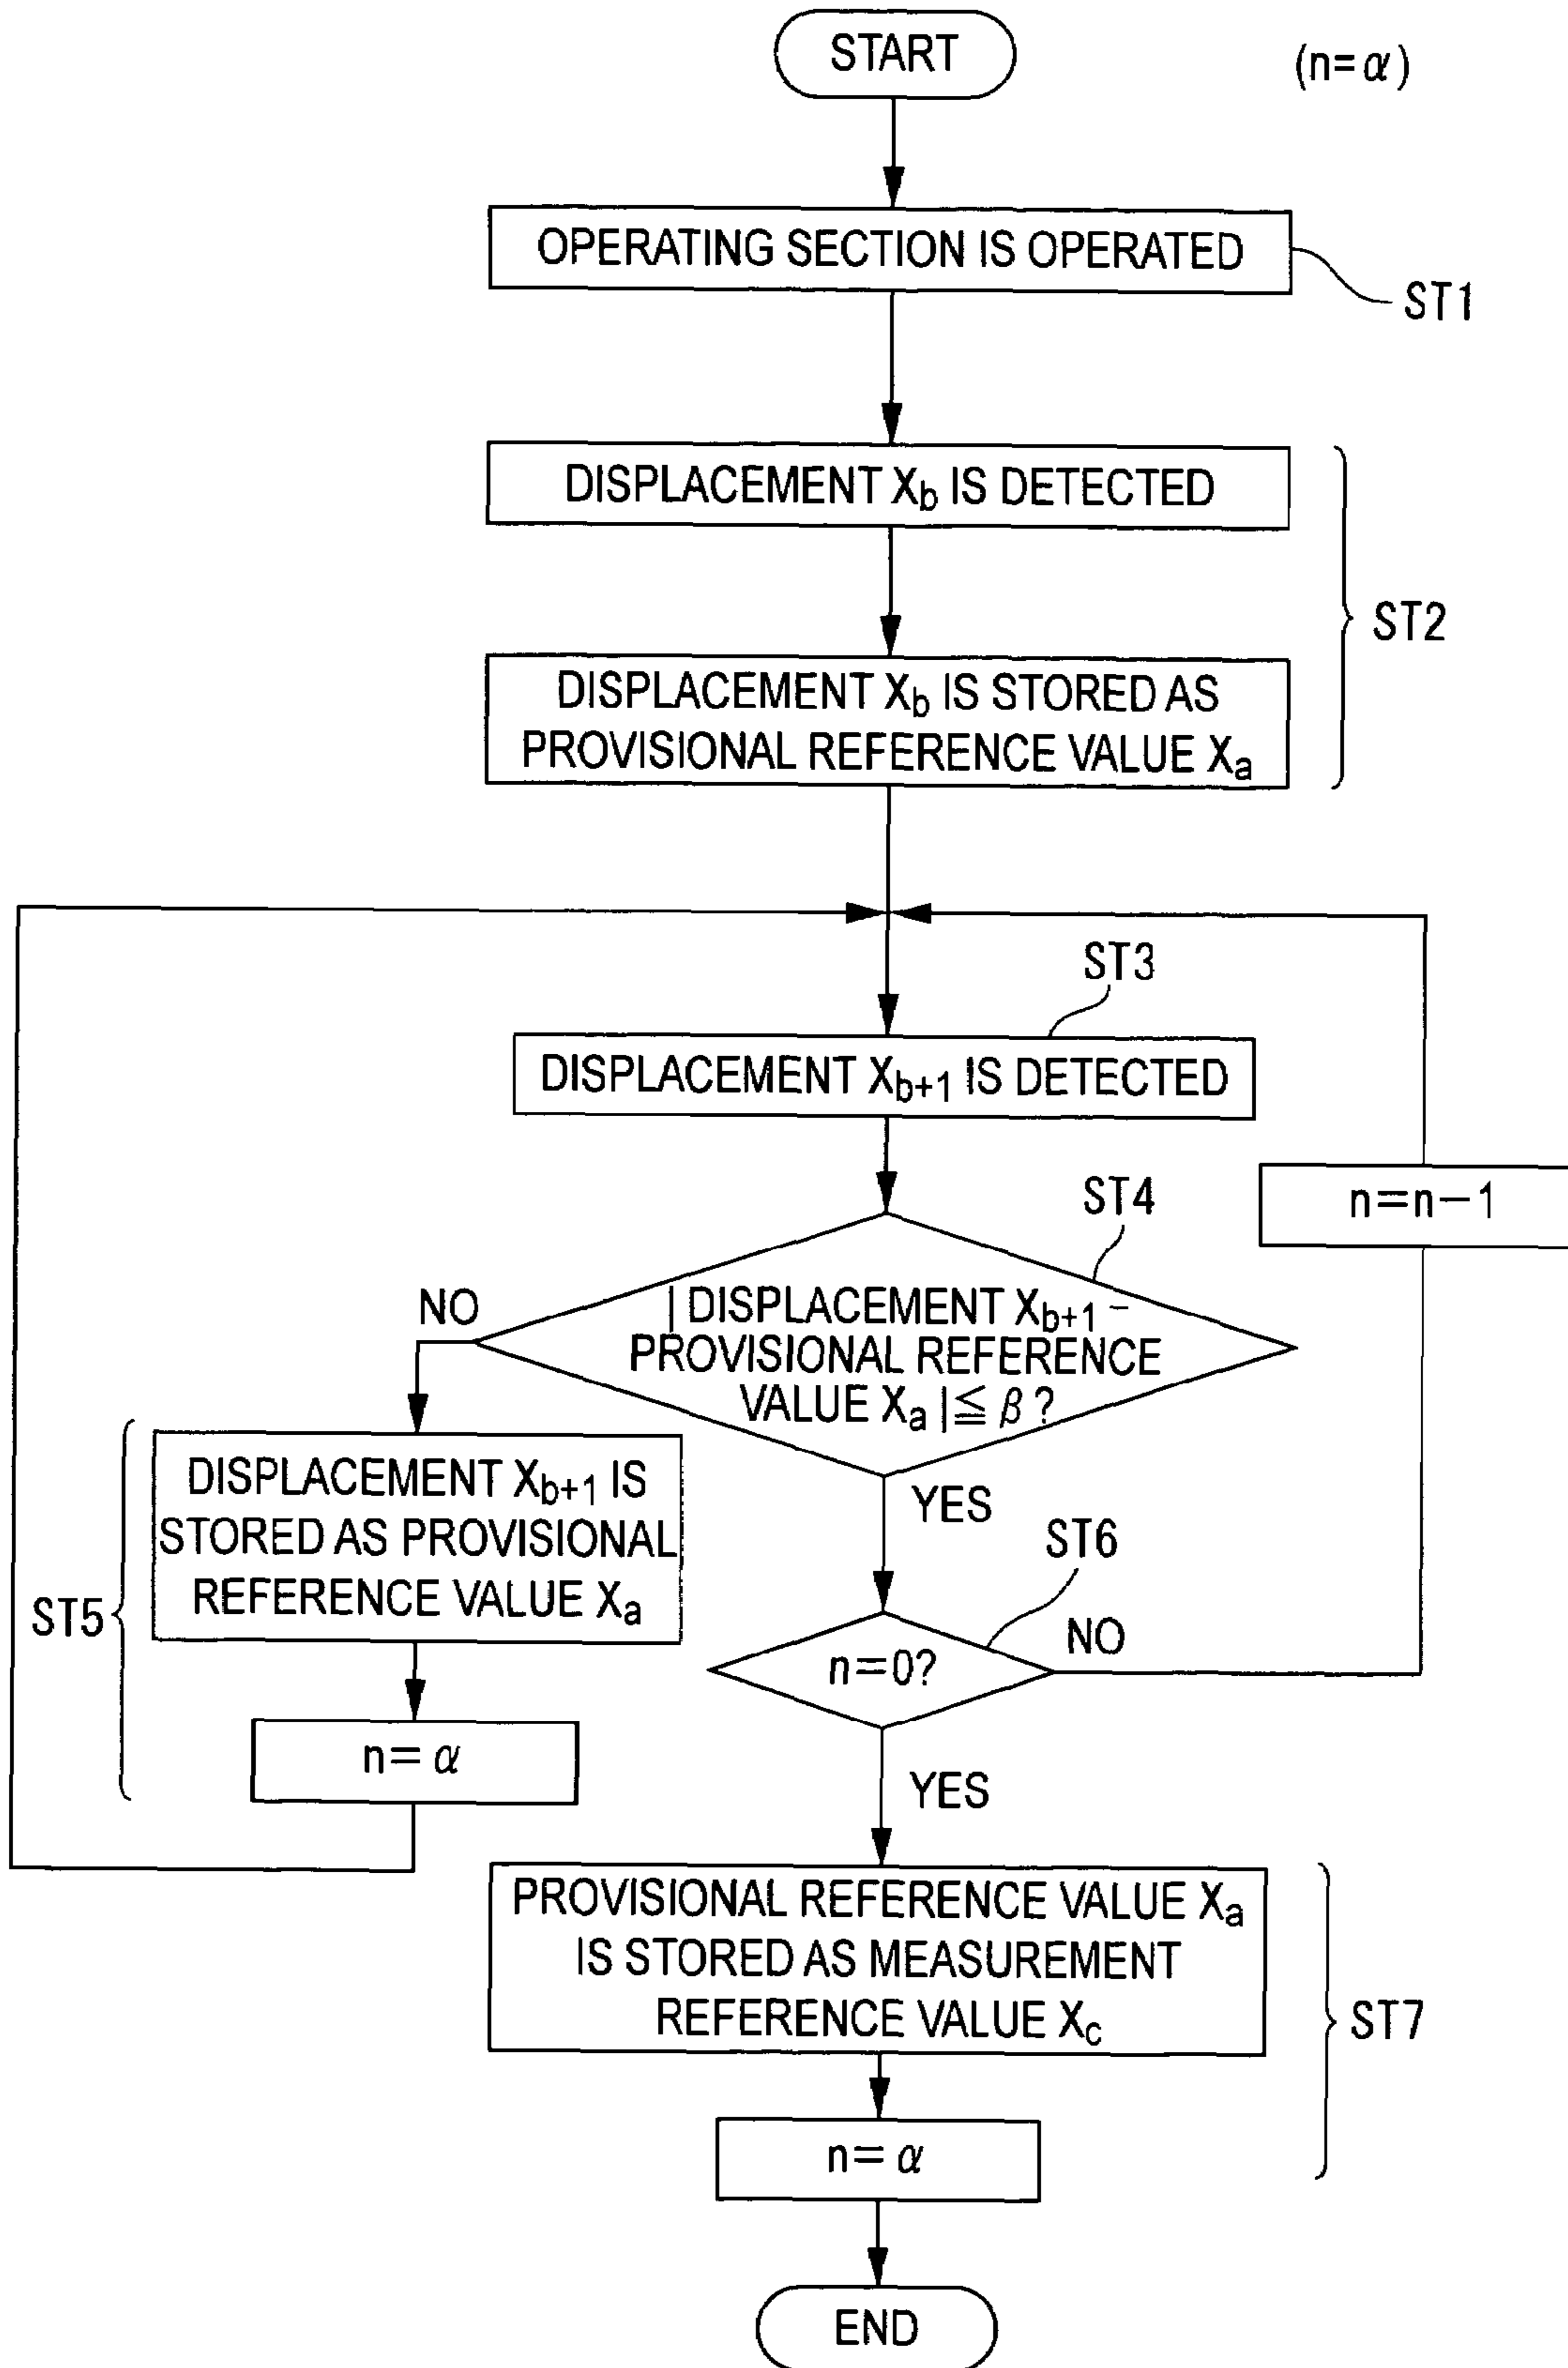 START
(n=α)
OPERATING SECTION IS OPERATED
ST1
DISPLACEMENT Xb IS DETECTED
ST2
DISPLACEMENT Xb IS STORED AS
PROVISIONAL REFERENCE VALUE Xa
ST3
DISPLACEMENT Xb+1 IS DETECTED
n=n−1
ST4
NO
| DISPLACEMENT Xb+1 −
PROVISIONAL REFERENCE
VALUE Xa |≦ β ?
YES
DISPLACEMENT Xb+1 IS
STORED AS PROVISIONAL
REFERENCE VALUE Xa
ST5
n=α
ST6
n=0?
NO
YES
PROVISIONAL REFERENCE VALUE Xa
IS STORED AS MEASUREMENT
REFERENCE VALUE Xc
ST7
n=α
END